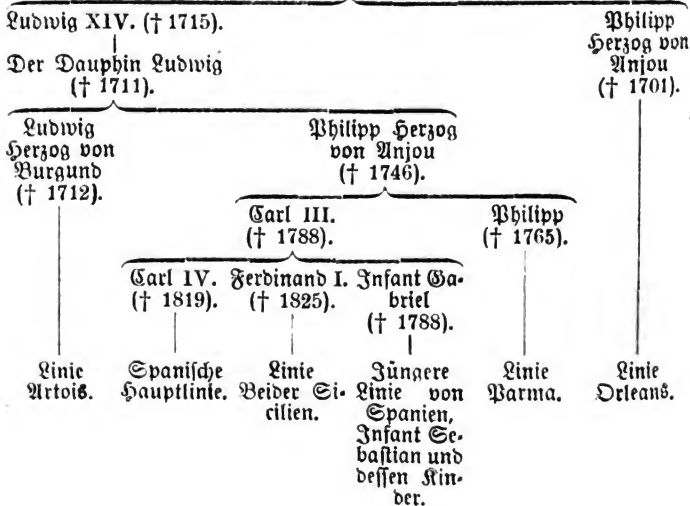 Ludwig XIV. († 1715).
Philipp
Herzog von
Anjou
(† 1701).
Der Dauphin Ludwig
(† 1711).
Ludwig
Herzog von
Burgund
(† 1712).
Philipp Herzog
von Anjou
(† 1746).
Carl III.
(† 1788).
Philipp
(† 1765).
Carl IV.
(† 1819).
Ferdinand I.
(† 1825).
Infant Ga-
briel
(† 1788).
Linie
Artois.
Spanische
Hauptlinie.
Linie
Beider Si-
cilien.
Jüngere
Linie von
Spanien,
Infant Se-
bastian und
dessen Kin-
der.
Linie
Parma.
Linie
Orleans.